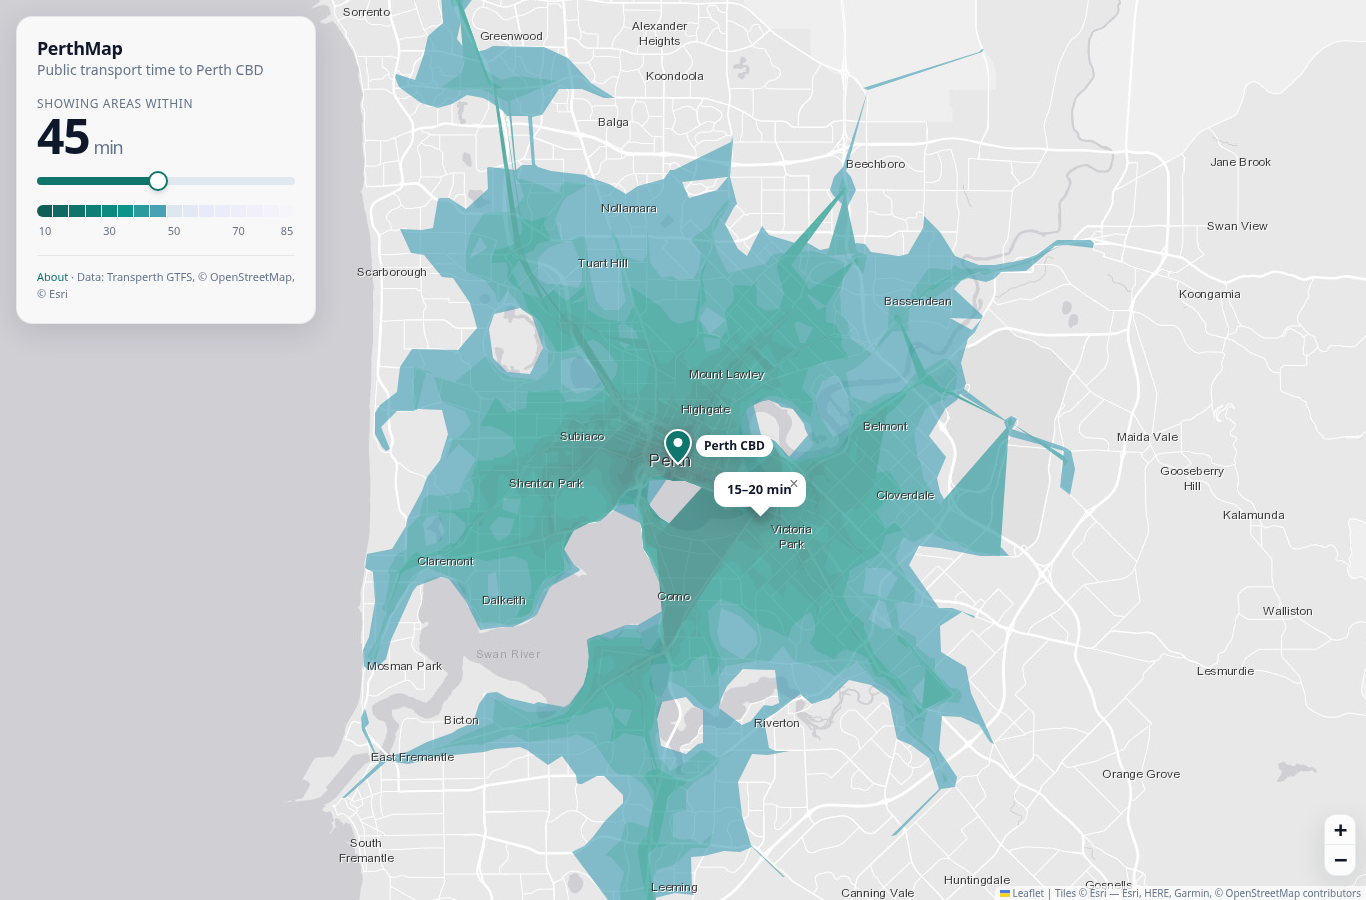 PerthMap
Public transport time to Perth CBD
SHOWING AREAS WITHIN
45 min
10 30 50 70 85
About · Data: Transperth GTFS, © OpenStreetMap,
© Esri
Sorrento
Greenwood
Alexander
Heights
Koondoola
Balga
Beechboro
Jane Brook
Nollamara
Swan View
Tuart Hill
Scarborough
Koongamia
Bassendean
Mount Lawley
Highgate
Belmont
Subiaco
Maida Vale
Perth CBD
Perth
Gooseberry
Hill
Shenton Park
15–20 min×
Cloverdale
Kalamunda
Victoria
Park
Claremont
Como
Dalkeith
Walliston
Swan River
Mosman Park
Lesmurdie
Bicton
Riverton
East Fremantle
Orange Grove
South
Fremantle
Leeming
Canning Vale
Huntingdale
Gosnells
+
−
Leaflet | Tiles © Esri — Esri, HERE, Garmin, © OpenStreetMap contributors